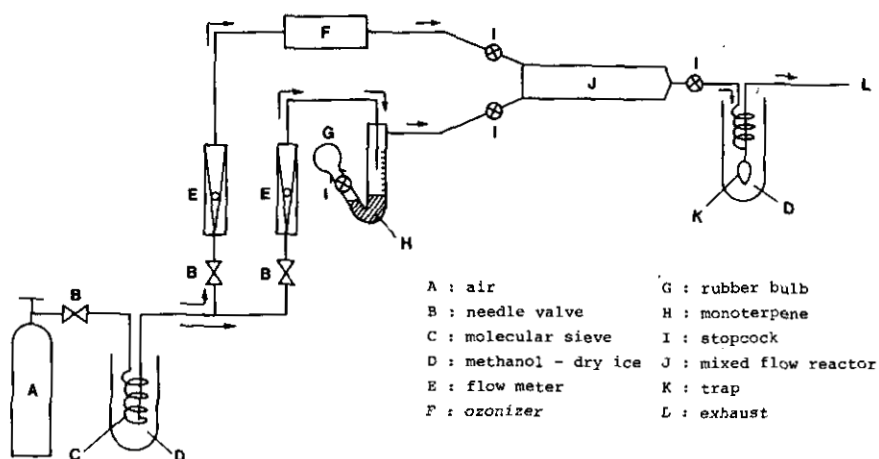 F
I
I
J
L
I
G
E
E
I
K
D
H
B
B
B
A
C
D
A : air
B : needle valve
C : molecular sieve
D : methanol - dry ice
E : flow meter
F : ozonizer
G : rubber bulb
H : monoterpene
I : stopcock
J : mixed flow reactor
K : trap
L : exhaust